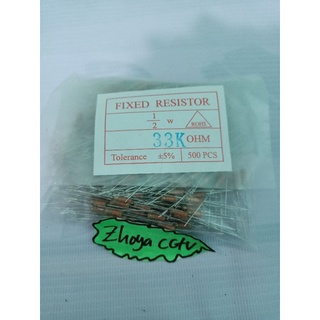 FIXED RESISTOR
1/2 w
33K OHM
Tolerance ±5% 500 PCS
Zhoya cctv